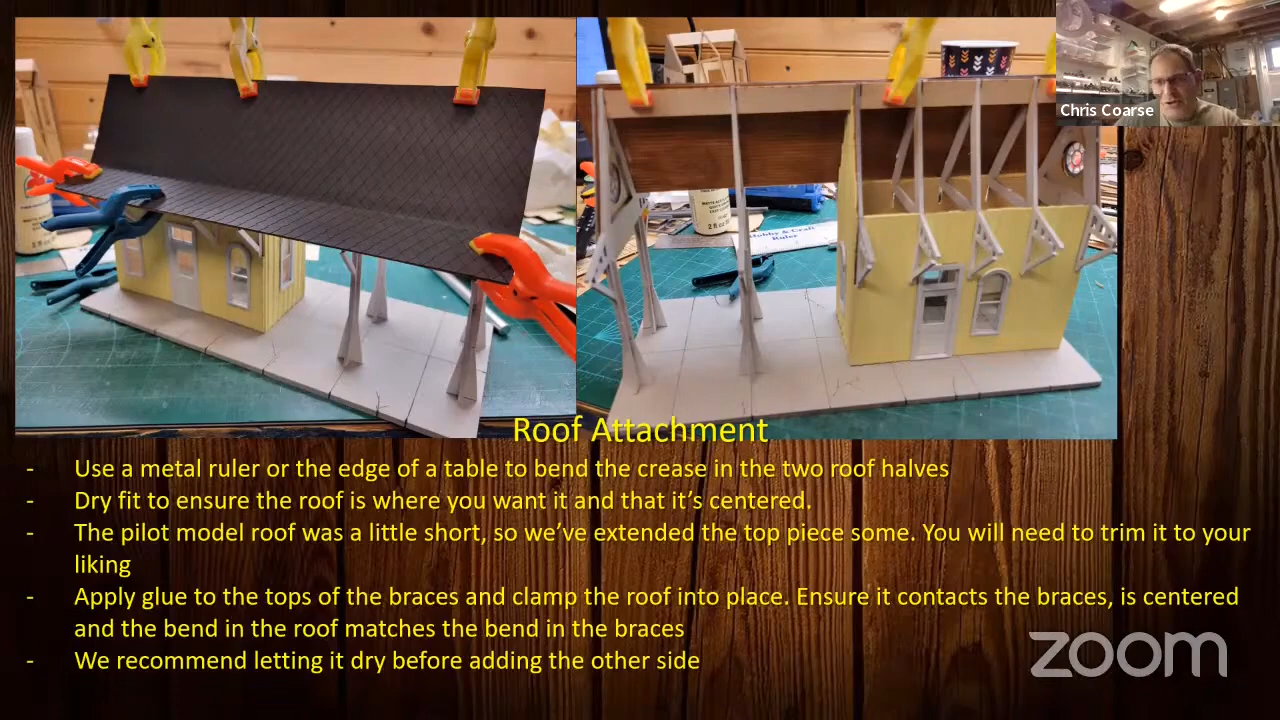 Chris Coarse
Hobby & Craft
Ruler
Roof Attachment
- Use a metal ruler or the edge of a table to bend the crease in the two roof halves
- Dry fit to ensure the roof is where you want it and that it’s centered.
- The pilot model roof was a little short, so we’ve extended the top piece some. You will need to trim it to your
liking
- Apply glue to the tops of the braces and clamp the roof into place. Ensure it contacts the braces, is centered
and the bend in the roof matches the bend in the braces
- We recommend letting it dry before adding the other side
zoom